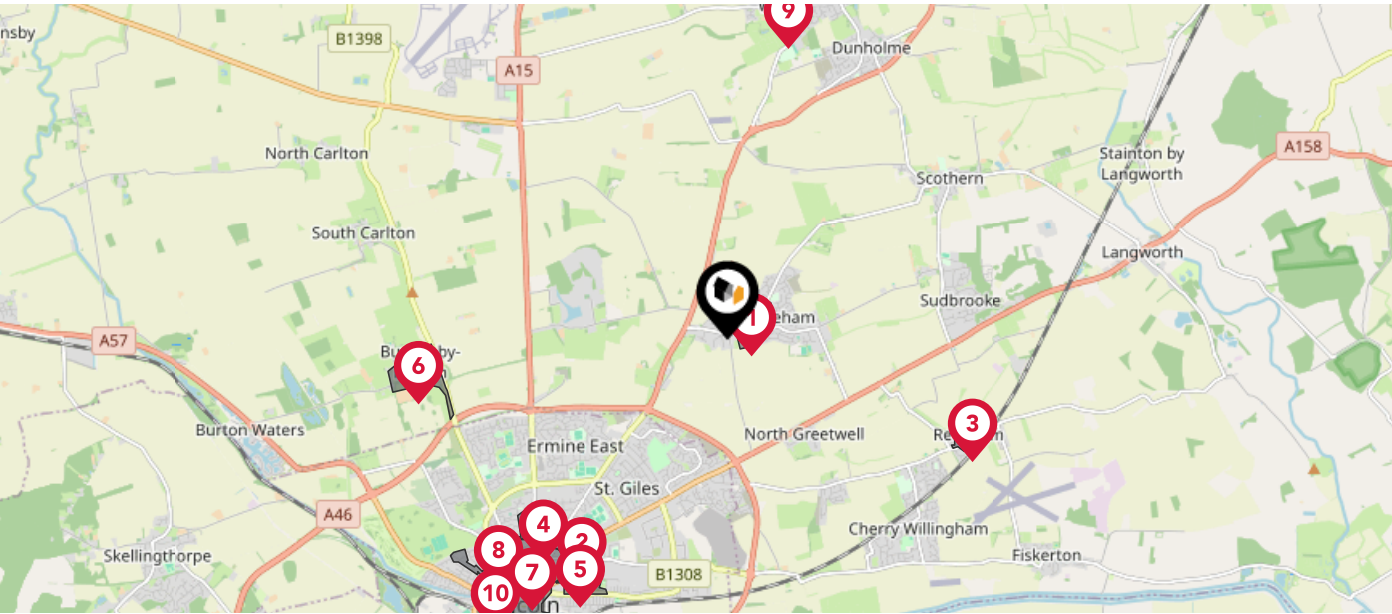 nsby
B1398
9
Dunholme
A15
North Carlton
Stainton by
Langworth
A158
Scothern
South Carlton
Langworth
Sudbrooke
1
eham
A57
6
Burton Waters
Ermine East
North Greetwell
3
St. Giles
A46
4
2
8
7
5
10
B1308
Cherry Willingham
Fiskerton
Skellingthorpe